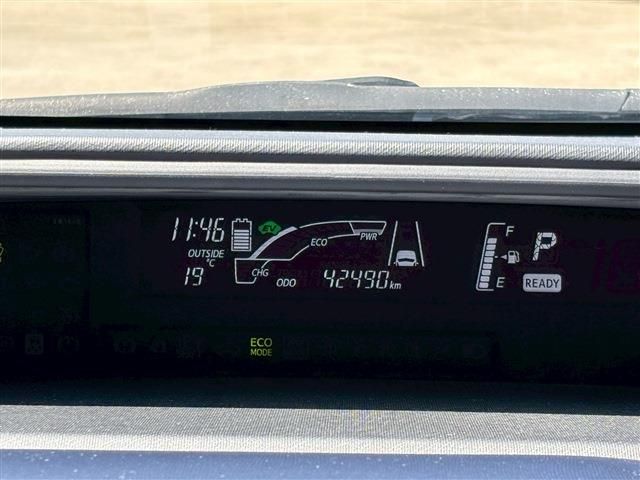 11:46
EV
OUTSIDE
°C
19
ECO
PWR
CHG
ODO 42490 km
F
E
P
READY
ECO
MODE